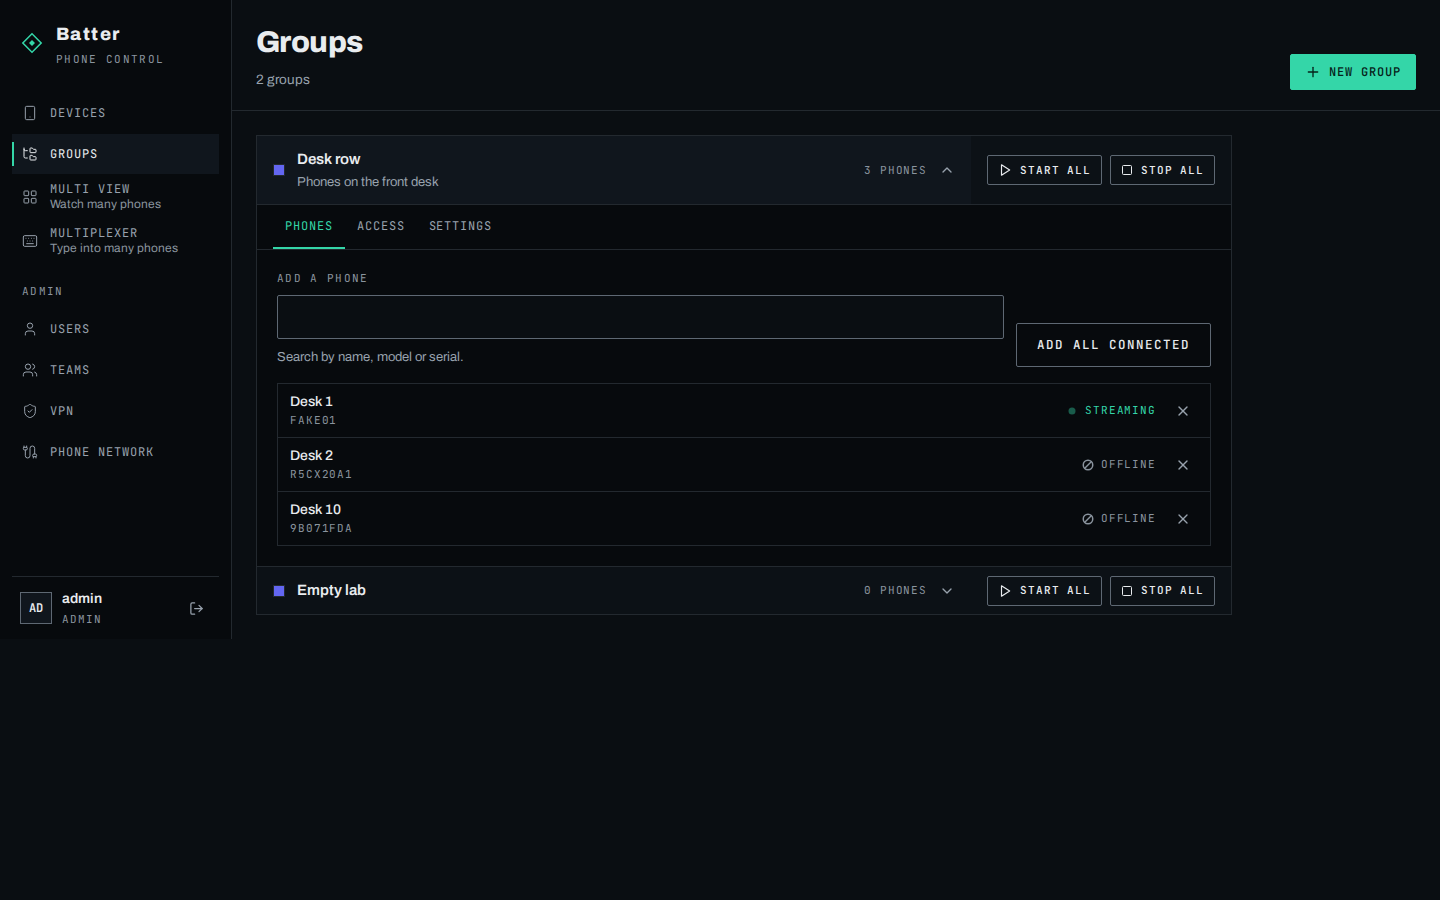 Batter
PHONE CONTROL
DEVICES
GROUPS
MULTI VIEW
Watch many phones
MULTIPLEXER
Type into many phones
ADMIN
USERS
TEAMS
VPN
PHONE NETWORK
AD
admin
ADMIN
Groups
2 groups
NEW GROUP
Desk row
Phones on the front desk
3 PHONES
START ALL
STOP ALL
PHONES
ACCESS
SETTINGS
ADD A PHONE
Search by name, model or serial.
ADD ALL CONNECTED
Desk 1
FAKE01
STREAMING
Desk 2
R5CX20A1
OFFLINE
Desk 10
9B071FDA
OFFLINE
Empty lab
0 PHONES
START ALL
STOP ALL